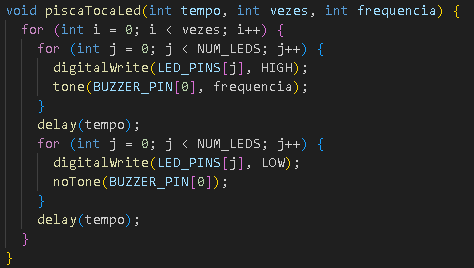 void piscaTocaLed(int tempo, int vezes, int frequencia) {
  for (int i = 0; i < vezes; i++) {
    for (int j = 0; j < NUM_LEDS; j++) {
      digitalWrite(LED_PINS[j], HIGH);
      tone(BUZZER_PIN[0], frequencia);
    }
    delay(tempo);
    for (int j = 0; j < NUM_LEDS; j++) {
      digitalWrite(LED_PINS[j], LOW);
      noTone(BUZZER_PIN[0]);
    }
    delay(tempo);
  }
}